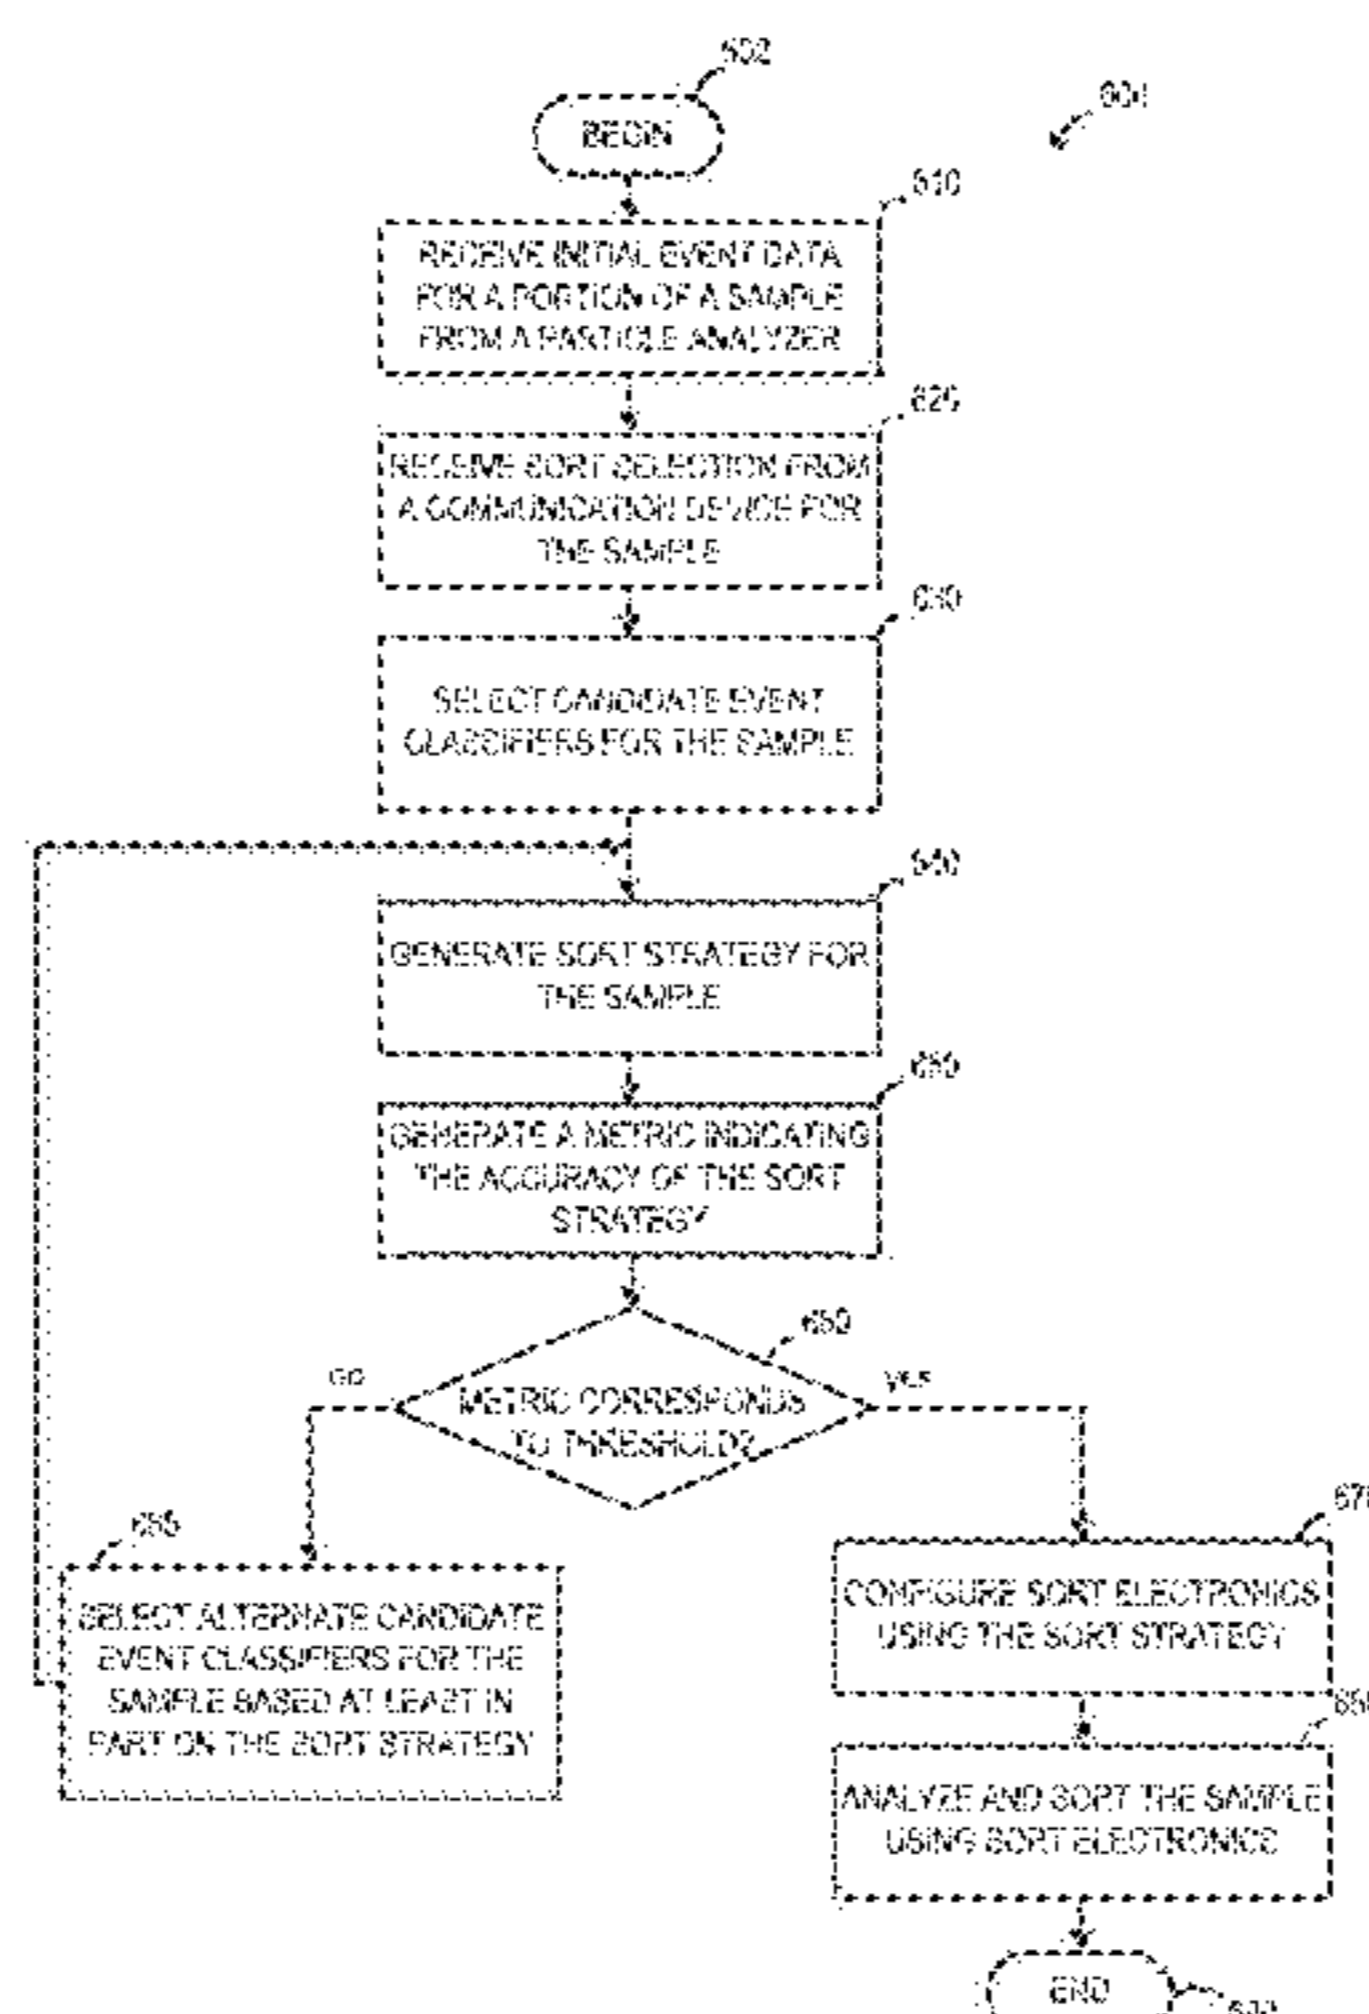 602
BEGIN
610
RECEIVE INITIAL EVENT DATA
FOR A PORTION OF A SAMPLE
FROM A PARTICLE ANALYZER
620
RECEIVE SORT SELECTION FROM
A COMMUNICATION DEVICE FOR
THE SAMPLE
630
SELECT CANDIDATE EVENT
CLASSIFIERS FOR THE SAMPLE
640
GENERATE SORT STRATEGY FOR
THE SAMPLE
650
GENERATE A METRIC INDICATING
THE ACCURACY OF THE SORT
STRATEGY
METRIC CORRESPONDS
TO THRESHOLD?
YES
SELECT ALTERNATE CANDIDATE
EVENT CLASSIFIERS FOR THE
SAMPLE BASED AT LEAST IN
PART ON THE SORT STRATEGY
CONFIGURE SORT ELECTRONICS
USING THE SORT STRATEGY
ANALYZE AND SORT THE SAMPLE
USING SORT ELECTRONICS
END